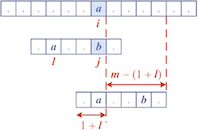 . . . . . . a . . . . . .
i
. a . . b .
l j
m − (1 + l)
. a . . b .
1 + l